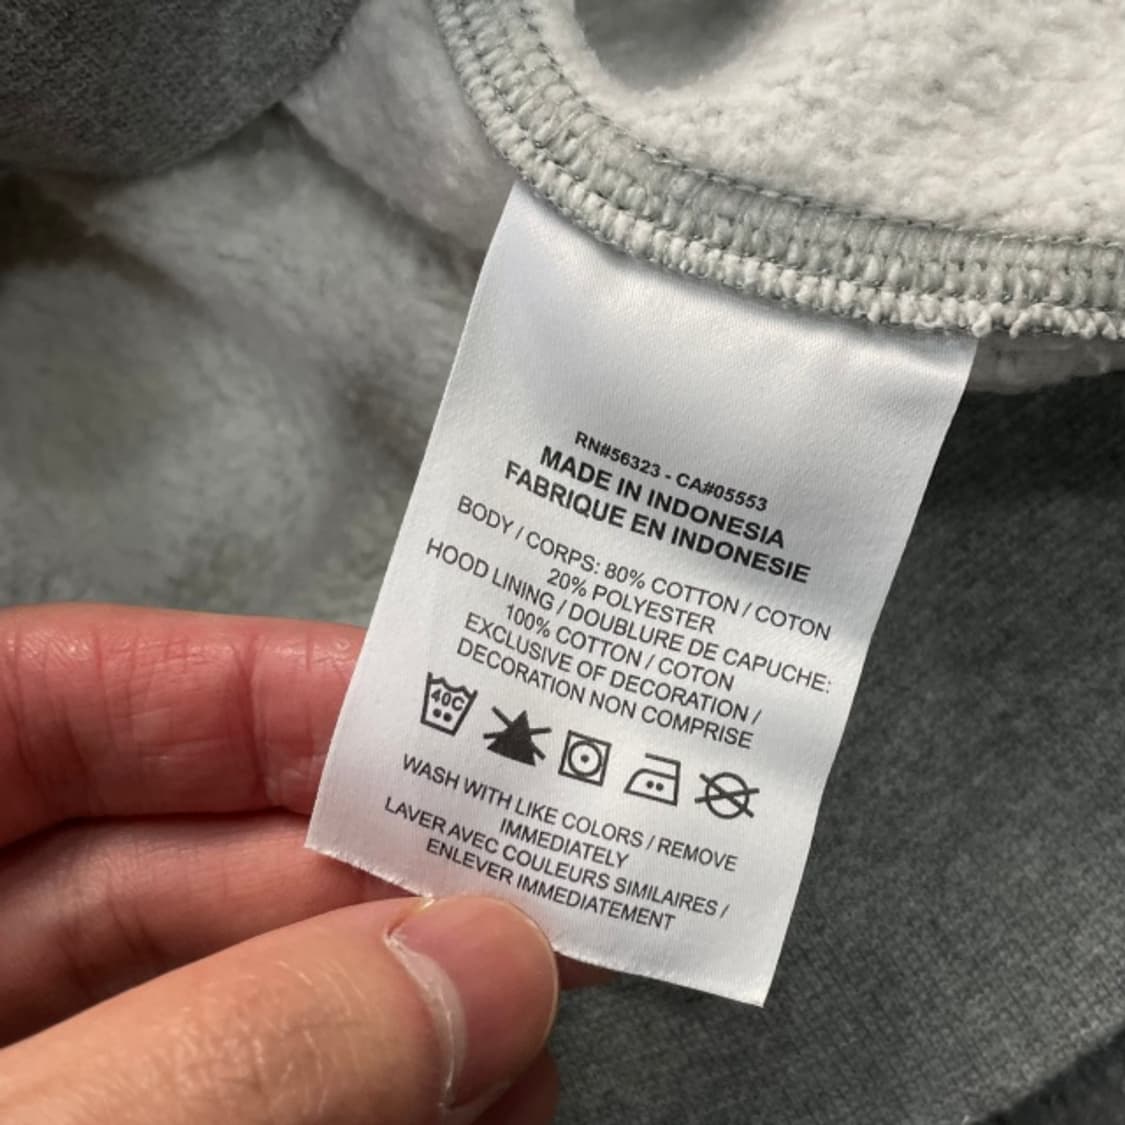 RN#56323 - CA#05553
MADE IN INDONESIA
FABRIQUE EN INDONESIE
BODY / CORPS: 80% COTTON / COTON
20% POLYESTER
HOOD LINING / DOUBLURE DE CAPUCHE:
100% COTTON / COTON
EXCLUSIVE OF DECORATION /
DECORATION NON COMPRISE
40C
WASH WITH LIKE COLORS / REMOVE
IMMEDIATELY
LAVER AVEC COULEURS SIMILAIRES /
ENLEVER IMMEDIATEMENT